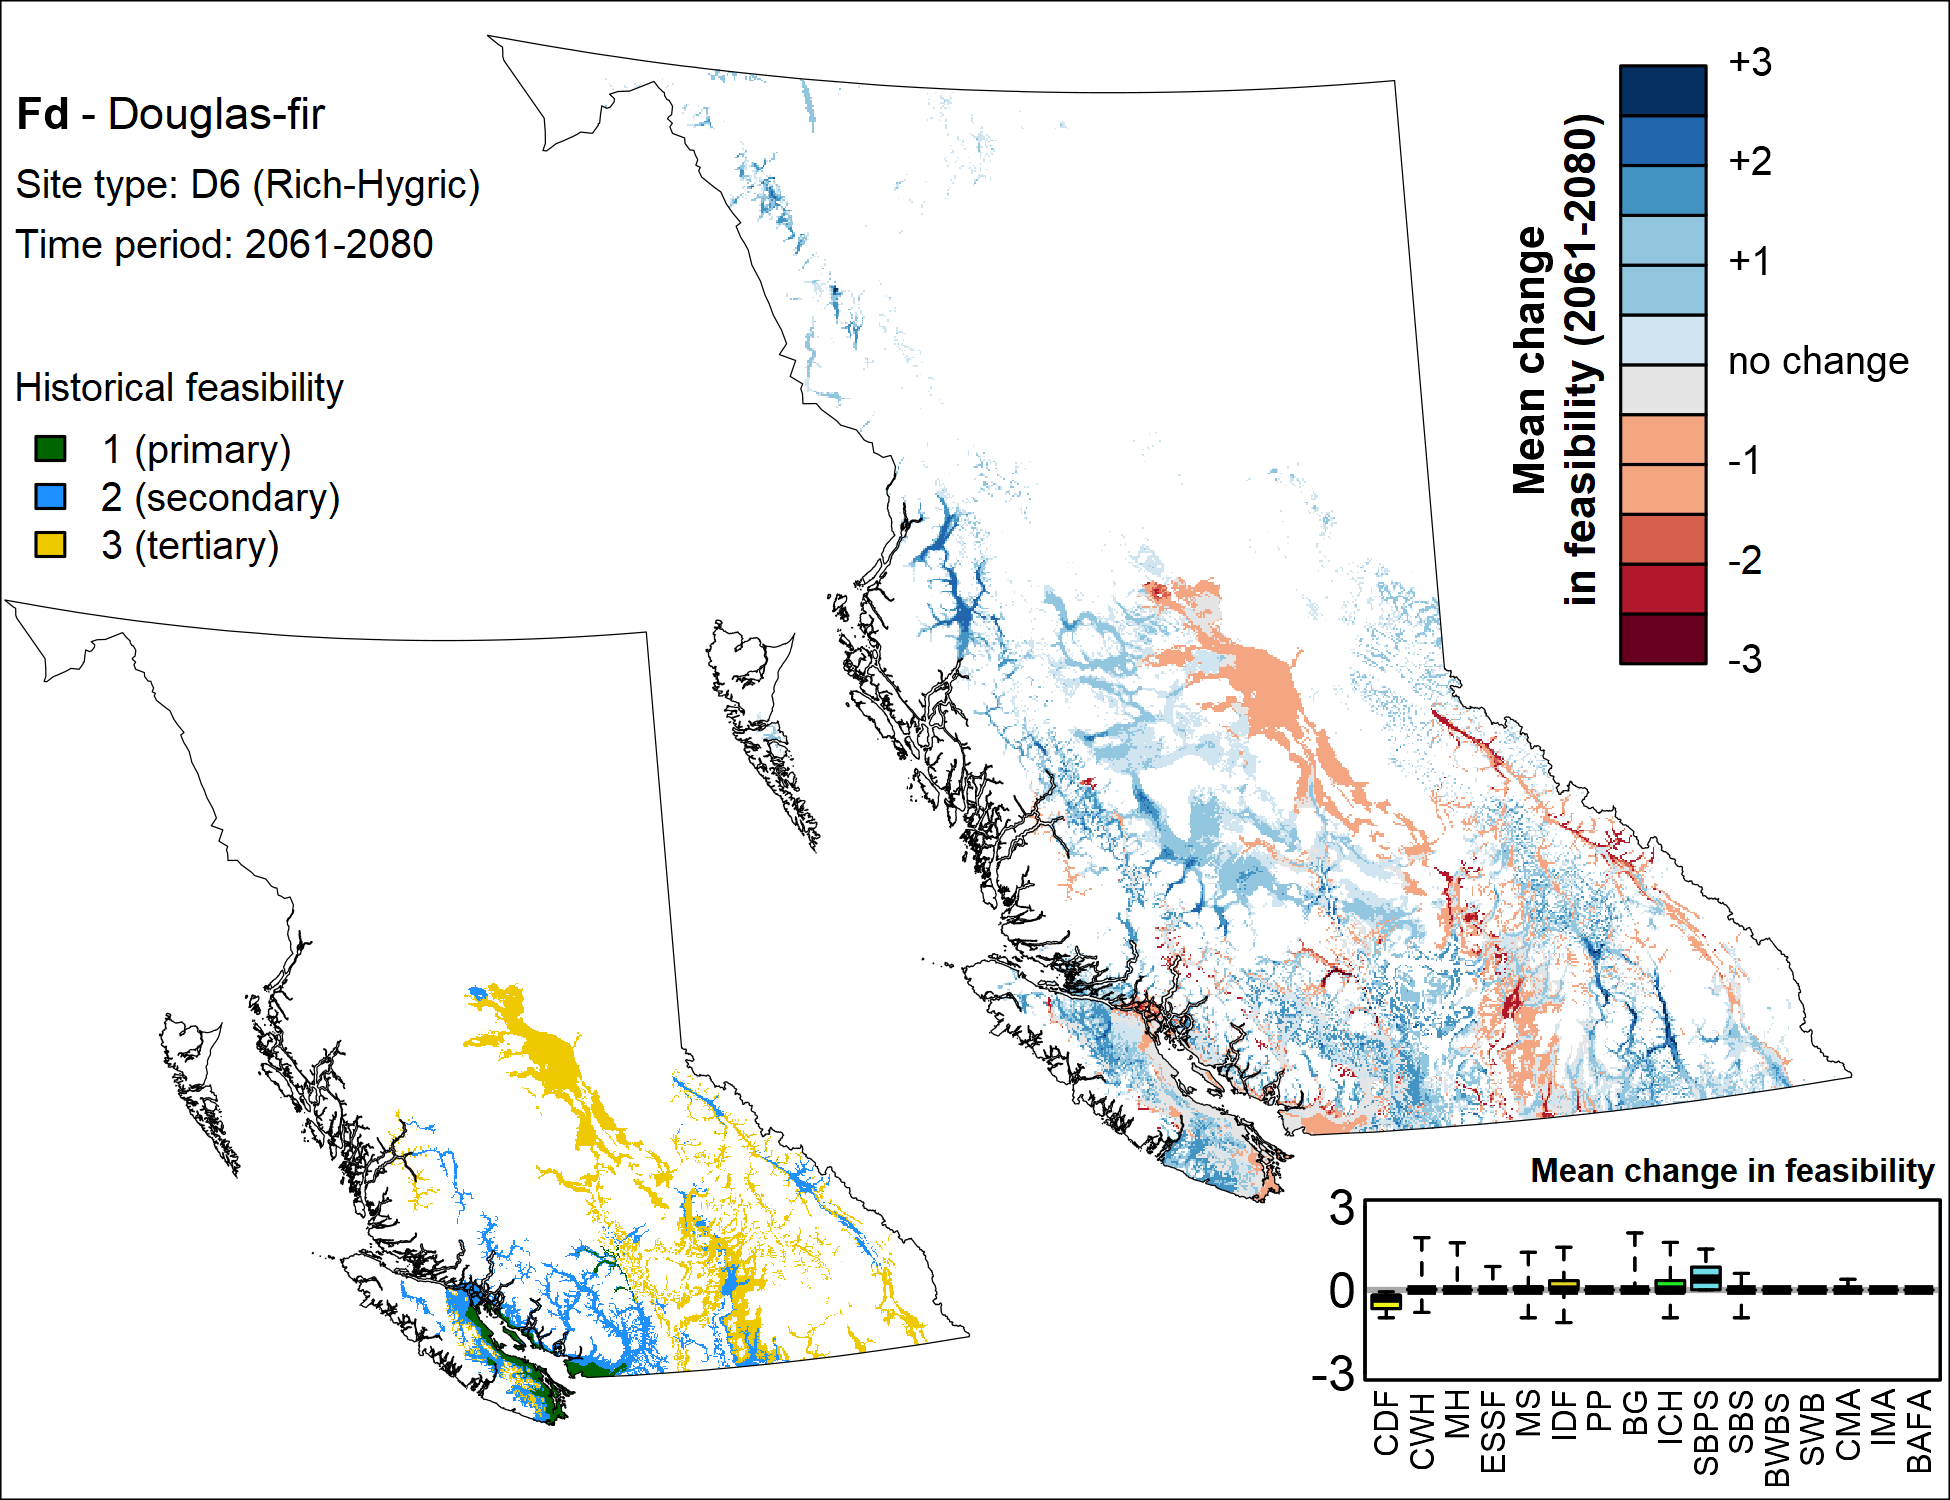 Fd - Douglas-fir
Site type: D6 (Rich-Hygric)
Time period: 2061-2080
Historical feasibility
1 (primary)
2 (secondary)
3 (tertiary)
Mean change
in feasibility (2061-2080)
+3
+2
+1
no change
-1
-2
-3
Mean change in feasibility
3
0
-3
CDF
CWH
MH
ESSF
MS
IDF
PP
BG
ICH
SBPS
SBS
BWBS
SWB
CMA
IMA
BAFA